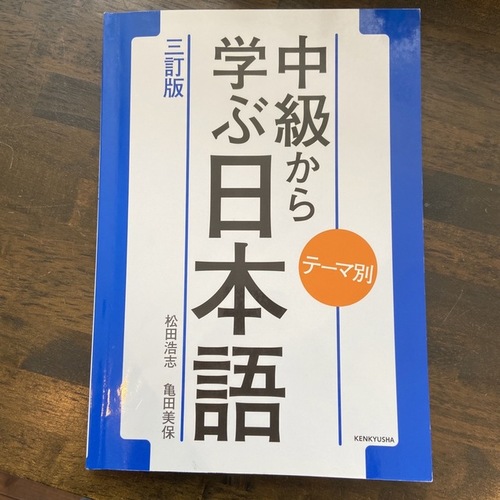 中級から
学ぶ日本語
三訂版
テーマ別
松田浩志 亀田美保
KENKYUSHA